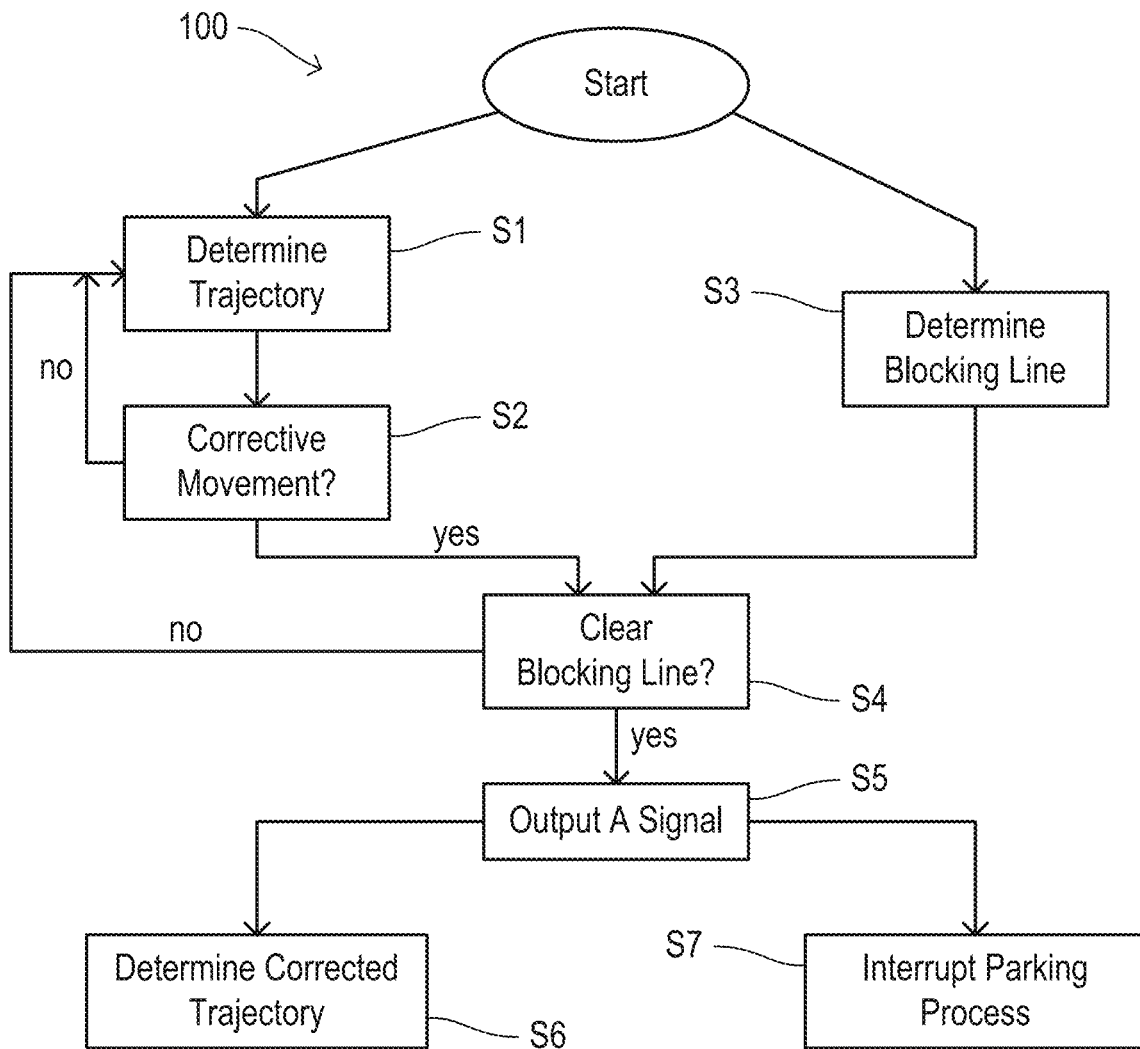 100
Start
Determine
Trajectory
S1
S3
Determine
Blocking Line
no
Corrective
Movement?
S2
yes
no
Clear
Blocking Line?
S4
yes
Output A Signal
S5
Determine Corrected
Trajectory
S6
S7
Interrupt Parking
Process